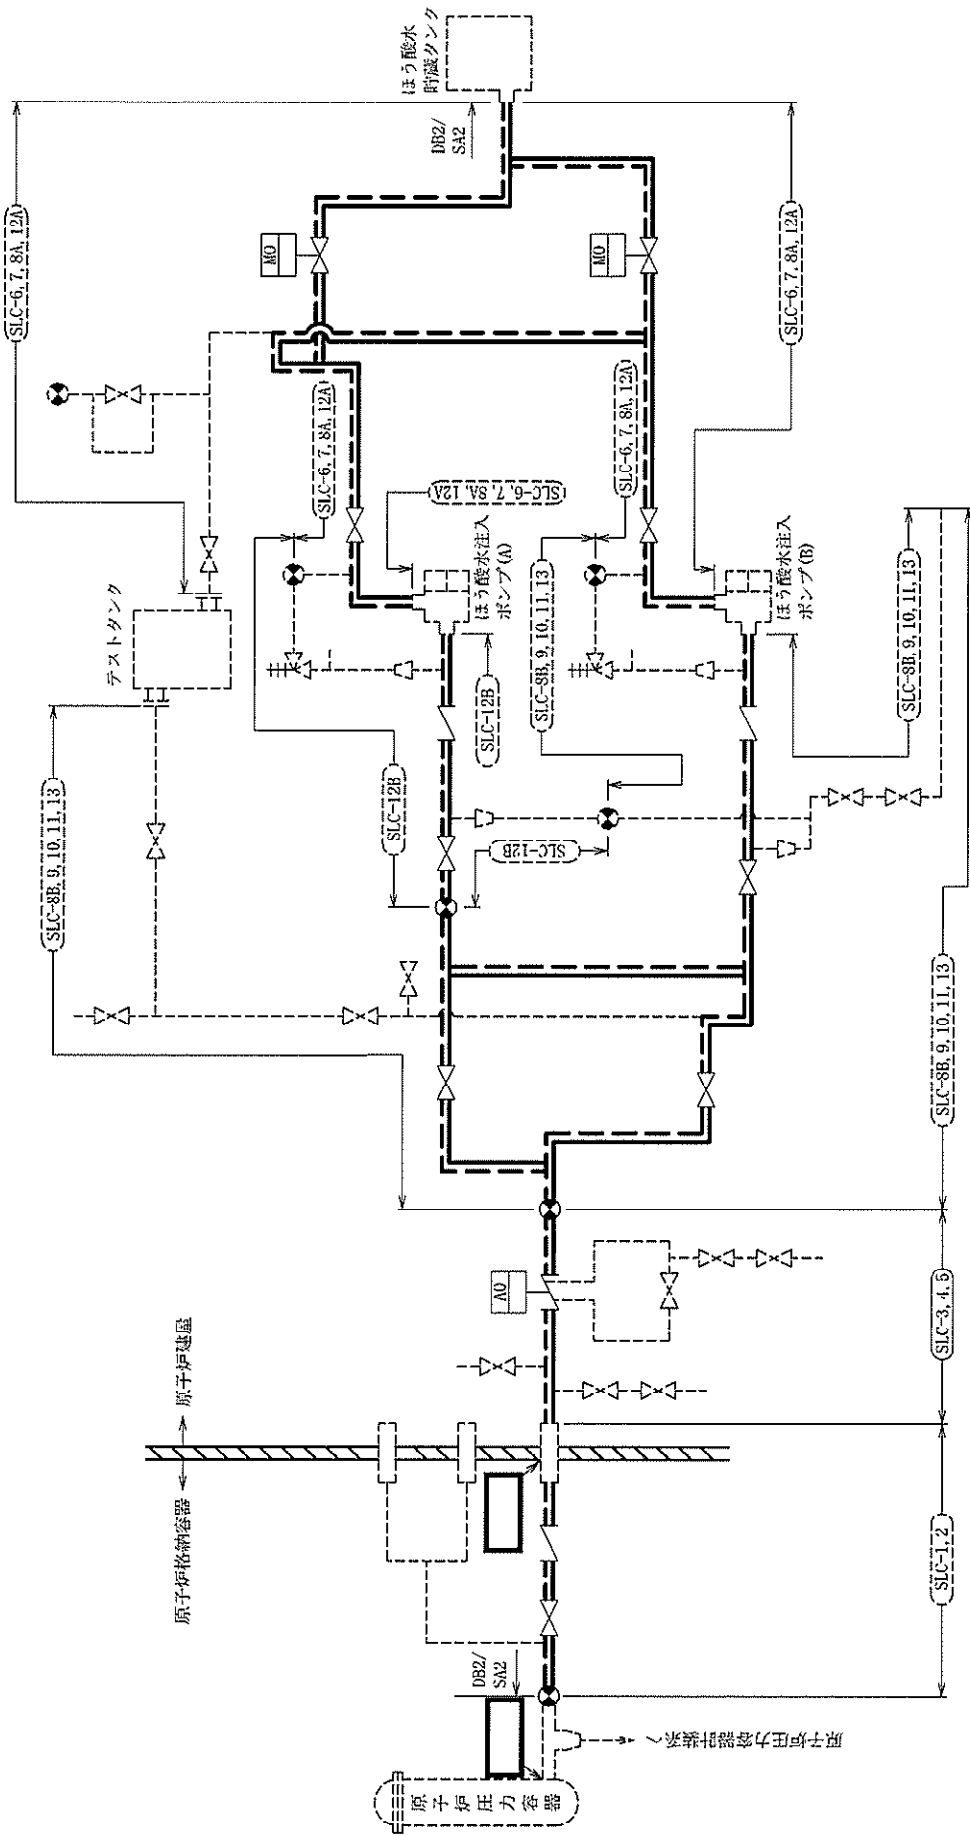 ほう酸水
貯蔵タンク
DB2/
SA2
SLC-6, 7, 8A, 12A
SLC-6, 7, 8A, 12A
MO
MO
SLC-6, 7, 8A, 12A
SLC-6, 7, 8A, 12A
SLC-6, 7, 8A, 12A
ほう酸水注入
ポンプ(A)
ほう酸水注入
ポンプ(B)
テストタンク
SLC-12B
SLC-8B, 9, 10, 11, 13
SLC-8B, 9, 10, 11, 13
SLC-12B
SLC-12B
SLC-8B, 9, 10, 11, 13
SLC-8B, 9, 10, 11, 13
AO
SLC-3, 4, 5
原子炉建屋
原子炉格納容器
SLC-1, 2
DB2/
SA2
原子炉圧力容器計装系へ
原子炉圧力容器